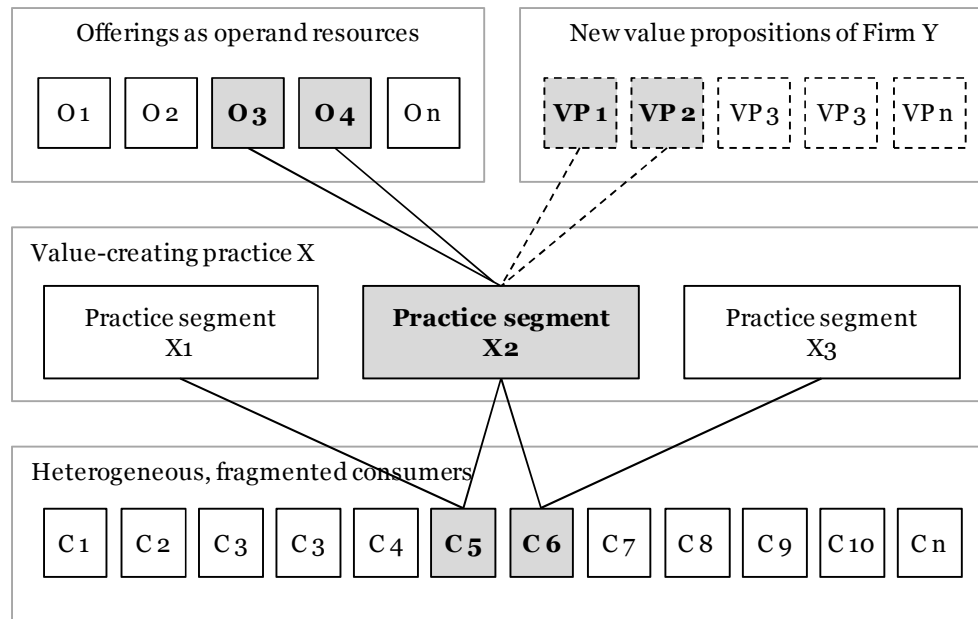 Offerings as operand resources
O 1 O 2 O 3 O 4 O n
New value propositions of Firm Y
VP 1 VP 2 VP 3 VP 3 VP n
Value-creating practice X
Practice segment
X1
Practice segment
X2
Practice segment
X3
Heterogeneous, fragmented consumers
C 1 C 2 C 3 C 3 C 4 C 5 C 6 C 7 C 8 C 9 C 10 C n